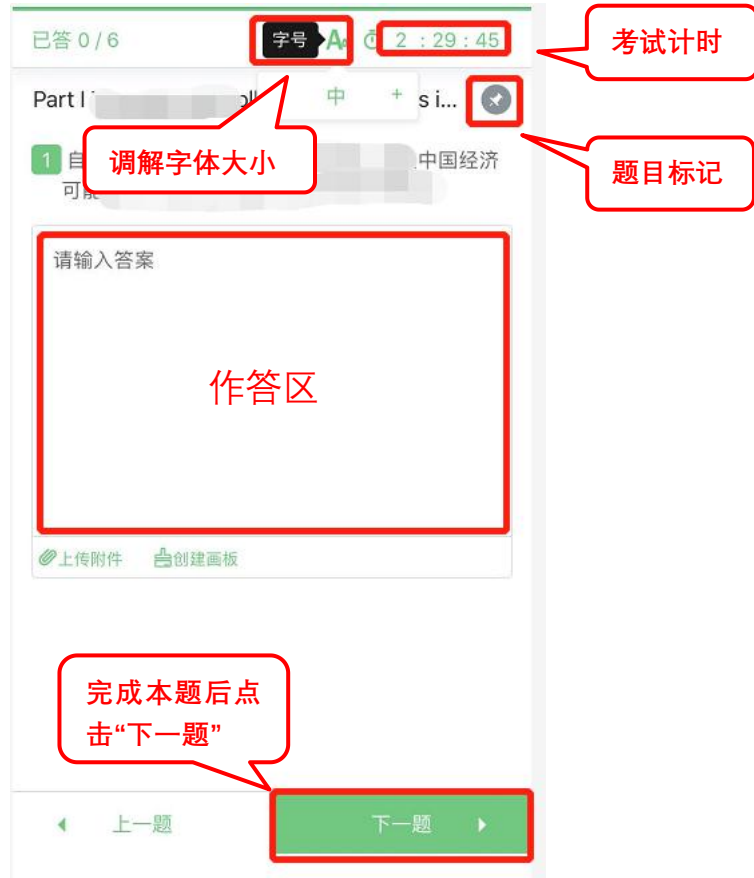 已答 0 / 6
字号
2 : 29 : 45
考试计时
Part I
中 +
s i...
题目标记
调解字体大小
1 自
中国经济
可能
请输入答案
作答区
上传附件 创建画板
完成本题后点
击“下一题”
上一题 下一题